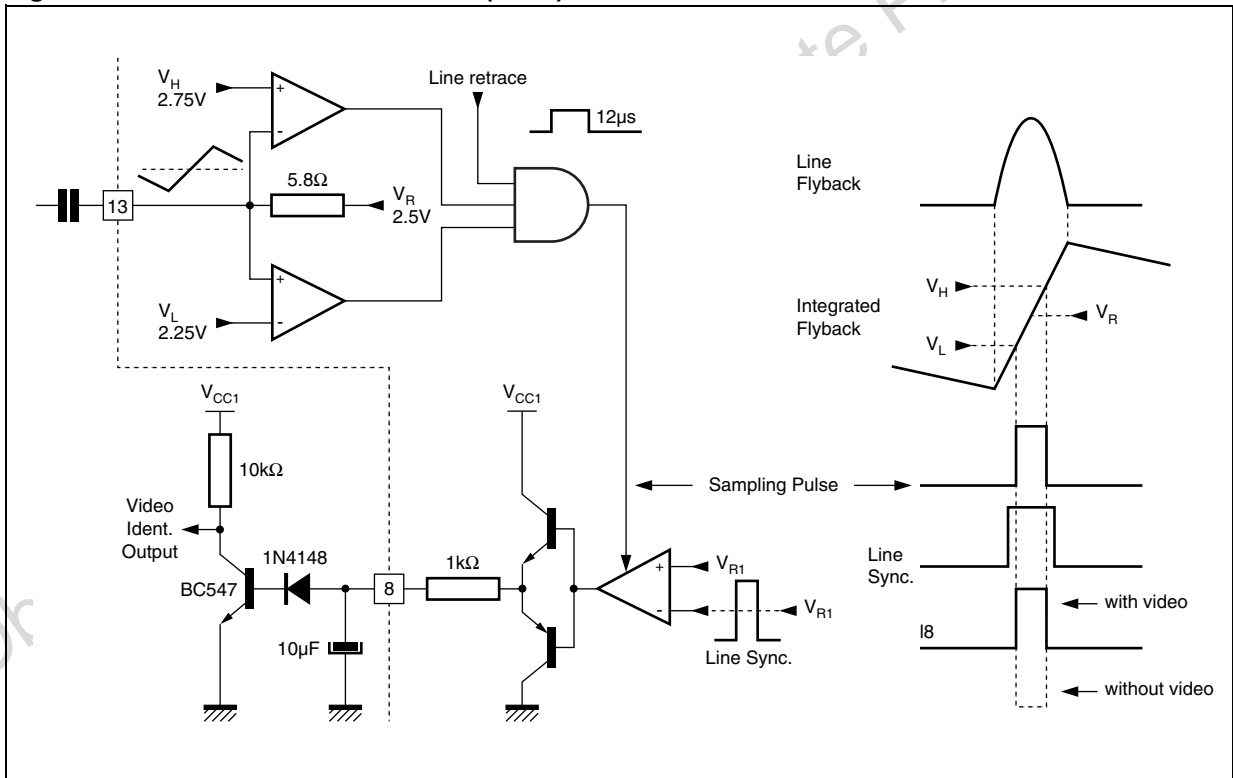 V_H
2.75V
Line retrace
12µs
+
-
5.8Ω
V_R
2.5V
13
+
-
V_L
2.25V
Line
Flyback
Integrated
Flyback
V_H
V_R
V_L
V_CC1
10kΩ
Video
Ident.
Output
1N4148
BC547
10µF
8
1kΩ
V_CC1
Sampling Pulse
+
-
V_R1
V_R1
Line Sync.
Line
Sync.
with video
I8
without video